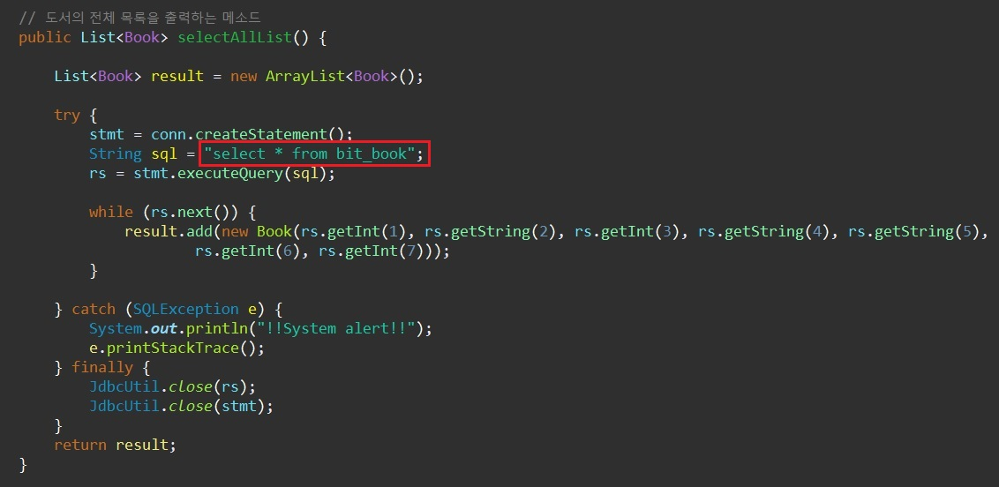 // 도서의 전체 목록을 출력하는 메소드
public List<Book> selectAllList() {
List<Book> result = new ArrayList<Book>();
try {
stmt = conn.createStatement();
String sql = "select * from bit_book";
rs = stmt.executeQuery(sql);
while (rs.next()) {
result.add(new Book(rs.getInt(1), rs.getString(2), rs.getInt(3), rs.getString(4), rs.getString(5),
rs.getInt(6), rs.getInt(7)));
}
} catch (SQLException e) {
System.out.println("!!System alert!!");
e.printStackTrace();
} finally {
JdbcUtil.close(rs);
JdbcUtil.close(stmt);
}
return result;
}